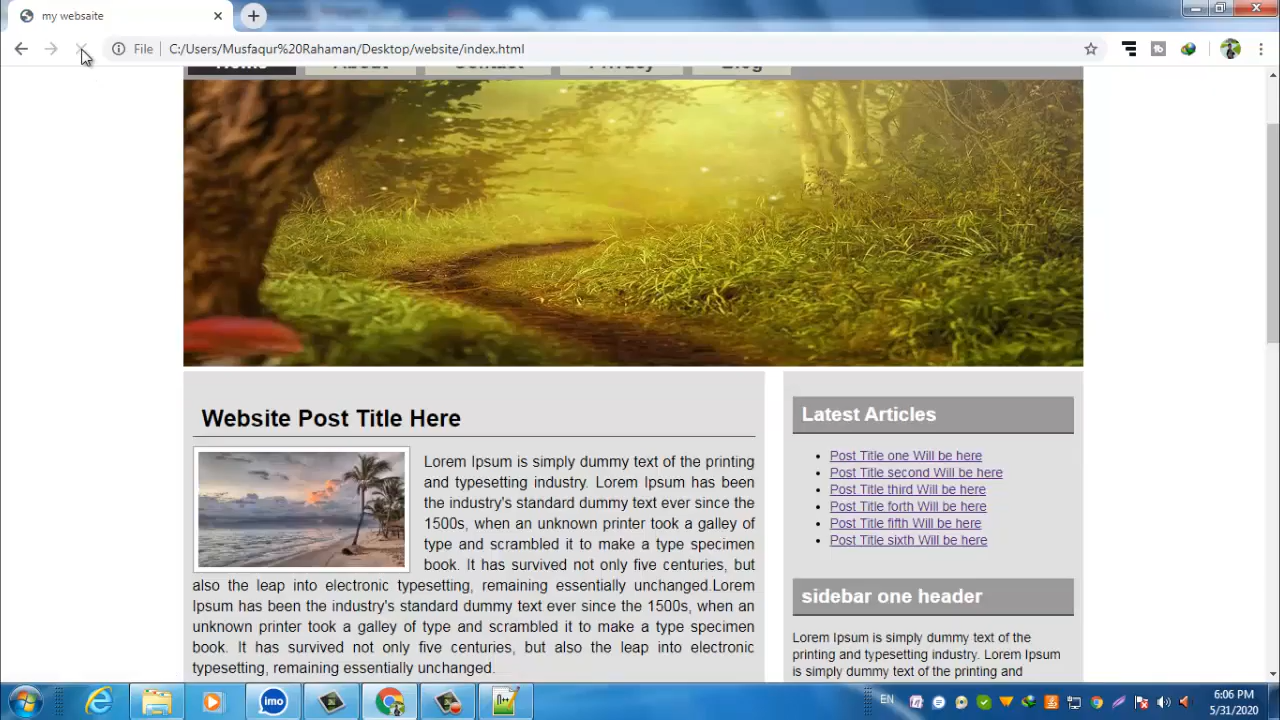 my websaite
File
C:/Users/Musfaqur%20Rahaman/Desktop/website/index.html
Home About Contact Privacy Blog
Website Post Title Here
Lorem Ipsum is simply dummy text of the printing
and typesetting industry. Lorem Ipsum has been
the industry's standard dummy text ever since the
1500s, when an unknown printer took a galley of
type and scrambled it to make a type specimen
book. It has survived not only five centuries, but
also the leap into electronic typesetting, remaining essentially unchanged.Lorem
Ipsum has been the industry's standard dummy text ever since the 1500s, when an
unknown printer took a galley of type and scrambled it to make a type specimen
book. It has survived not only five centuries, but also the leap into electronic
typesetting, remaining essentially unchanged.
Latest Articles
Post Title one Will be here
Post Title second Will be here
Post Title third Will be here
Post Title forth Will be here
Post Title fifth Will be here
Post Title sixth Will be here
sidebar one header
Lorem Ipsum is simply dummy text of the
printing and typesetting industry. Lorem Ipsum
is simply dummy text of the printing and
imo
EN
6:06 PM
5/31/2020